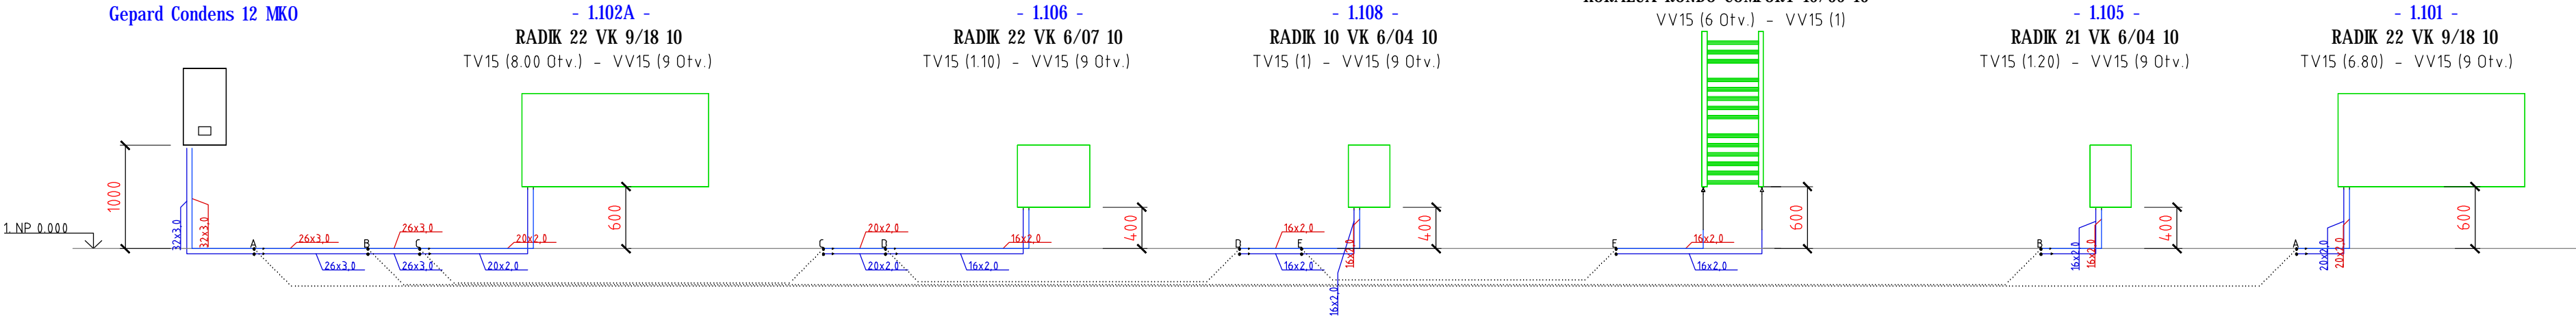 Gepard Condens 12 MKO
- 1.102A -
RADIK 22 VK 9/18 10
TV15 (8.00 Otv.) - VV15 (9 Otv.)
- 1.106 -
RADIK 22 VK 6/07 10
TV15 (1.10) - VV15 (9 Otv.)
- 1.108 -
RADIK 10 VK 6/04 10
TV15 (1) - VV15 (9 Otv.)
VV15 (6 Otv.) - VV15 (1)
- 1.105 -
RADIK 21 VK 6/04 10
TV15 (1.20) - VV15 (9 Otv.)
- 1.101 -
RADIK 22 VK 9/18 10
TV15 (6.80) - VV15 (9 Otv.)
1. NP 0.000
1000
32x3,0
32x3,0
A
26x3,0
26x3,0
B
26x3,0
26x3,0
C
20x2,0
20x2,0
600
C
20x2,0
20x2,0
D
16x2,0
16x2,0
400
D
16x2,0
16x2,0
E
16x2,0
16x2,0
400
E
16x2,0
16x2,0
600
B
16x2,0
16x2,0
400
A
20x2,0
20x2,0
600